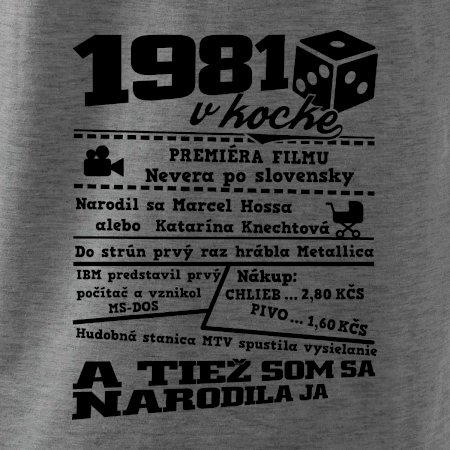 1981
v kocke
PREMIÉRA FILMU
Nevera po slovensky
Narodil sa Marcel Hossa
alebo Katarína Knechtová
Do strún prvý raz hrábla Metallica
IBM predstavil prvý
počítač a vznikol
MS-DOS
Nákup:
CHLIEB ... 2,80 KČS
PIVO ... 1,60 KČS
Hudobná stanica MTV spustila vysielanie
A TIEŽ SOM SA
NARODILA JA